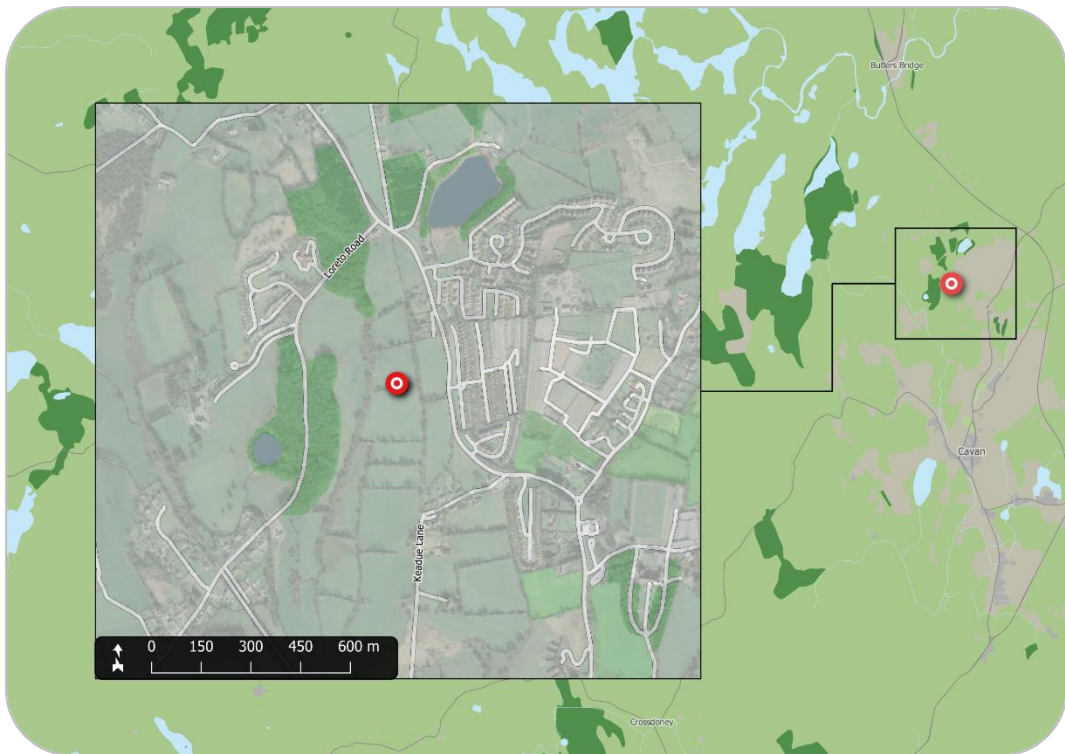 Butlers Bridge
Loreto Road
Cavan
Keadue Lane
0 150 300 450 600 m
Crossdoney